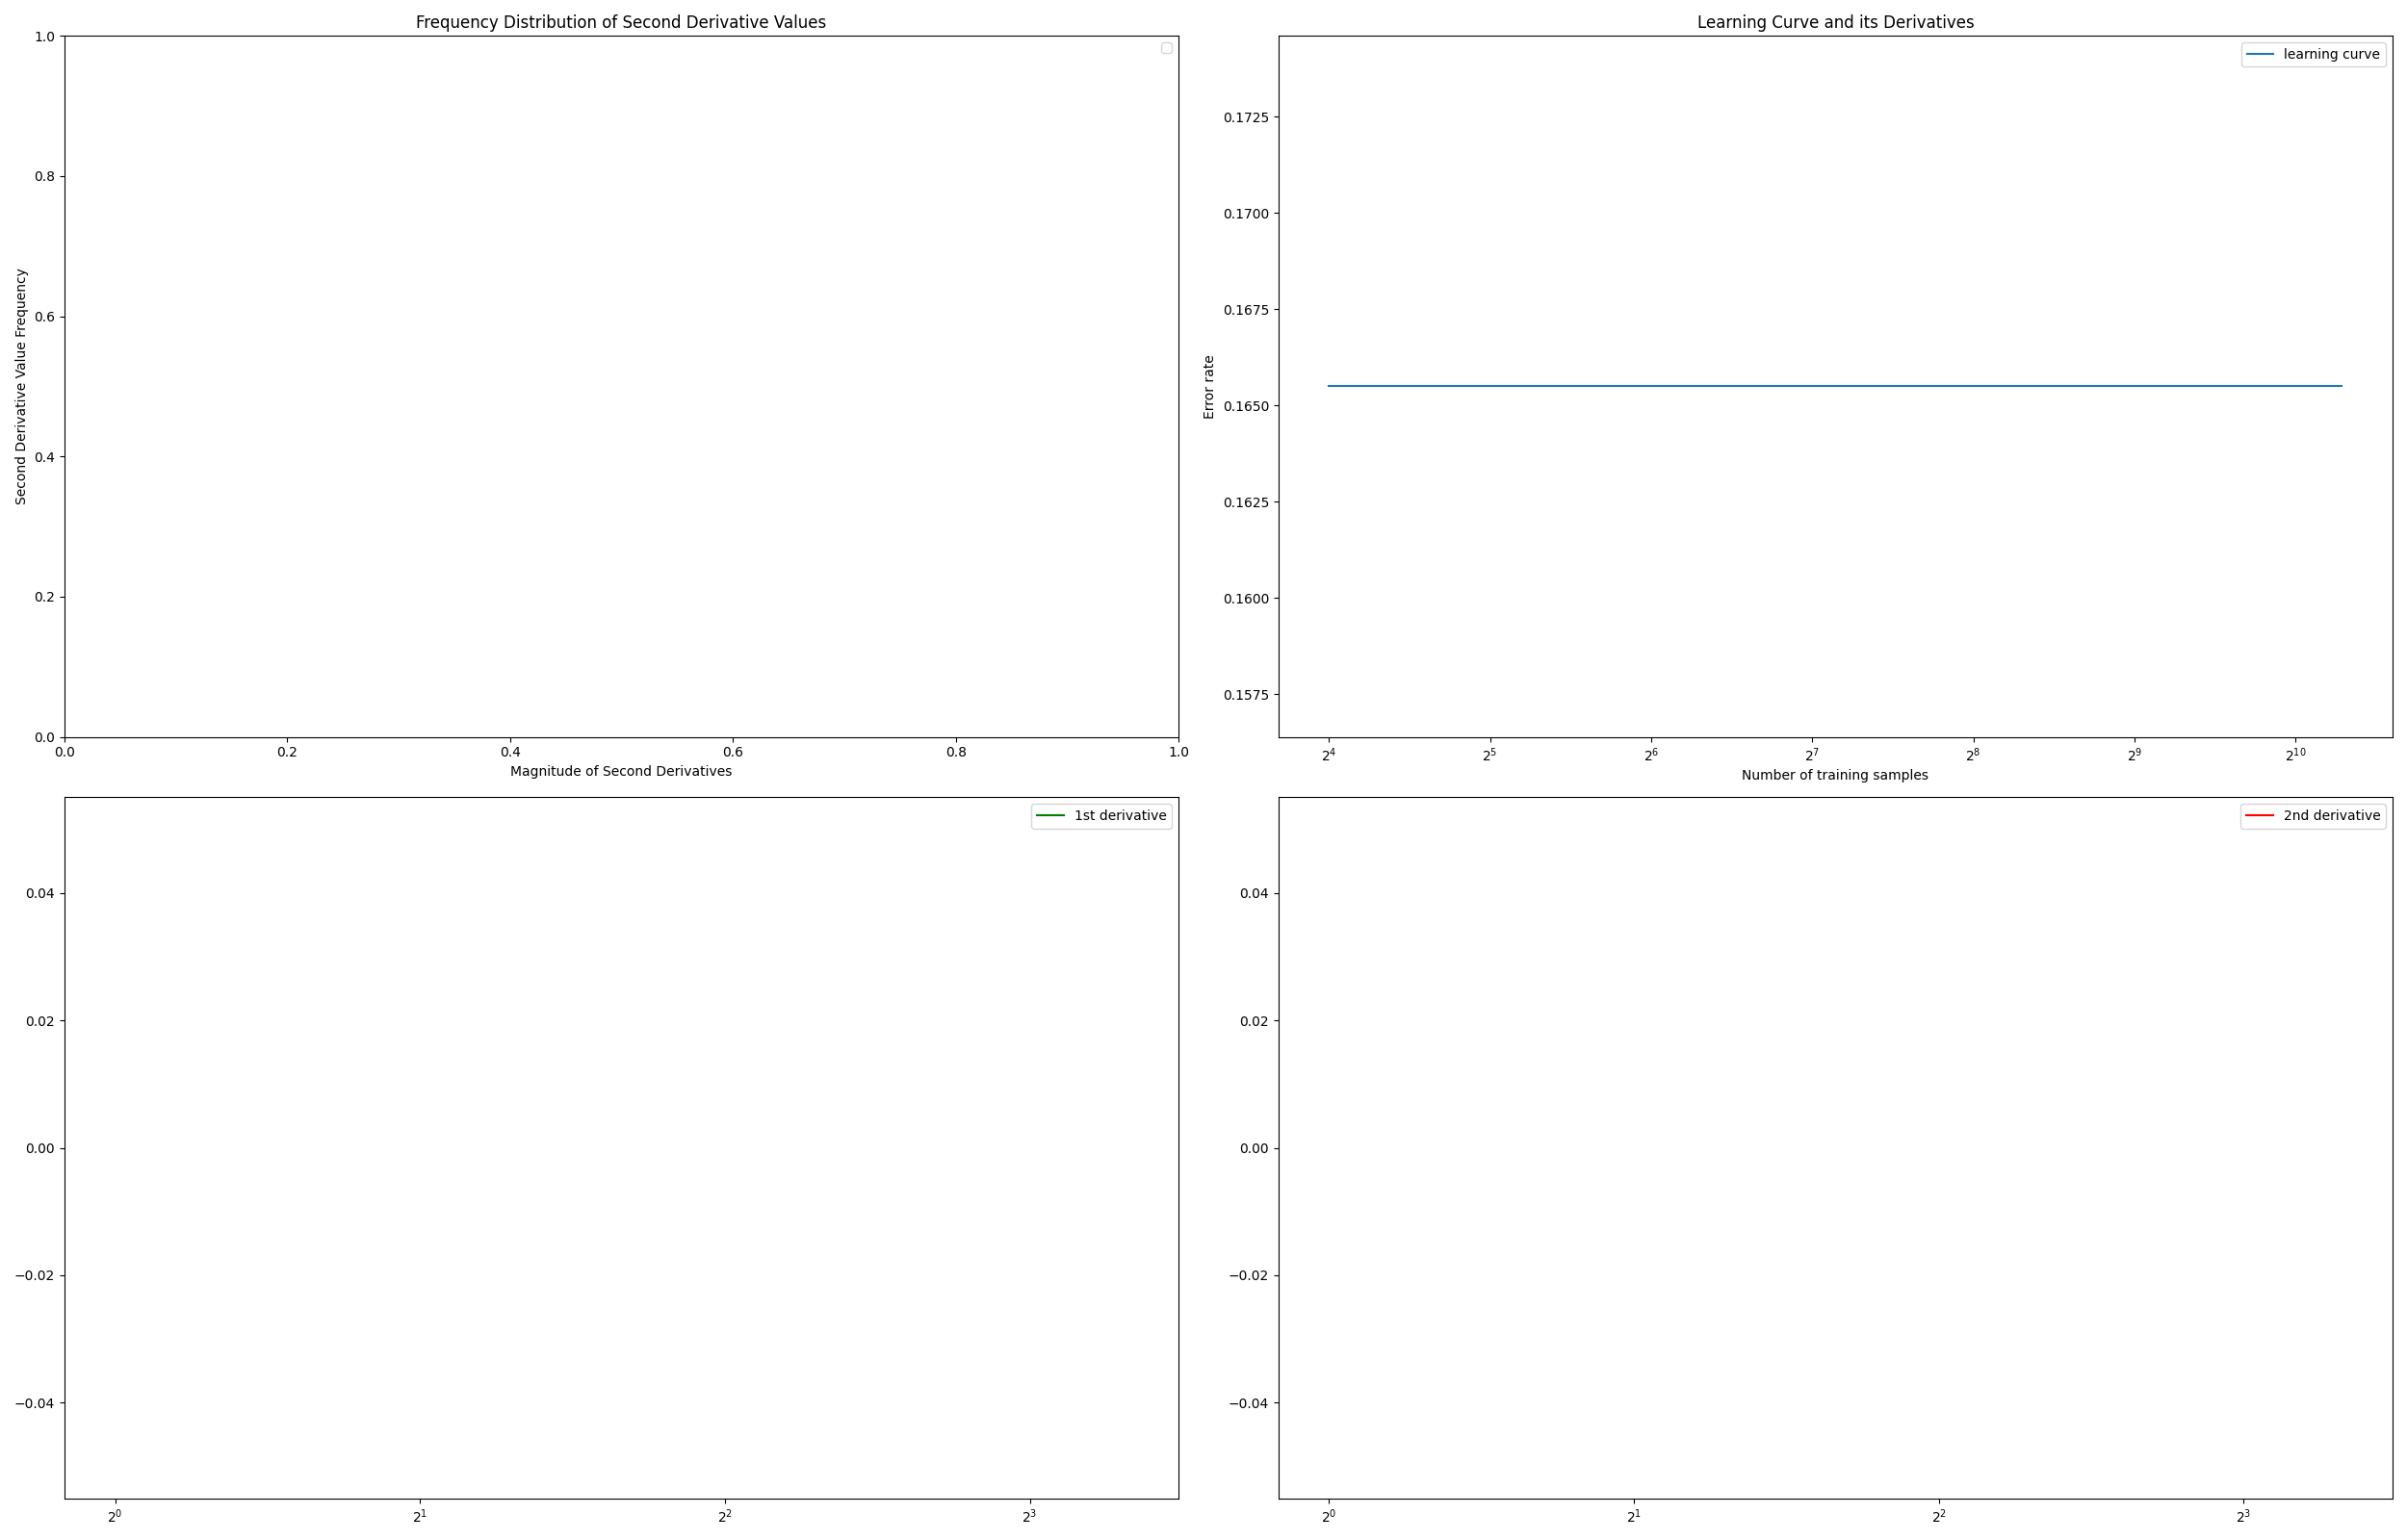 Frequency Distribution of Second Derivative Values
1.0
0.8
0.6
0.4
0.2
0.0
Second Derivative Value Frequency
0.0 0.2 0.4 0.6 0.8 1.0
Magnitude of Second Derivatives
Learning Curve and its Derivatives
learning curve
0.1725
0.1700
0.1675
0.1650
0.1625
0.1600
0.1575
Error rate
2^4 2^5 2^6 2^7 2^8 2^9 2^10
Number of training samples
1st derivative
0.04
0.02
0.00
−0.02
−0.04
2^0 2^1 2^2 2^3
2nd derivative
0.04
0.02
0.00
−0.02
−0.04
2^0 2^1 2^2 2^3